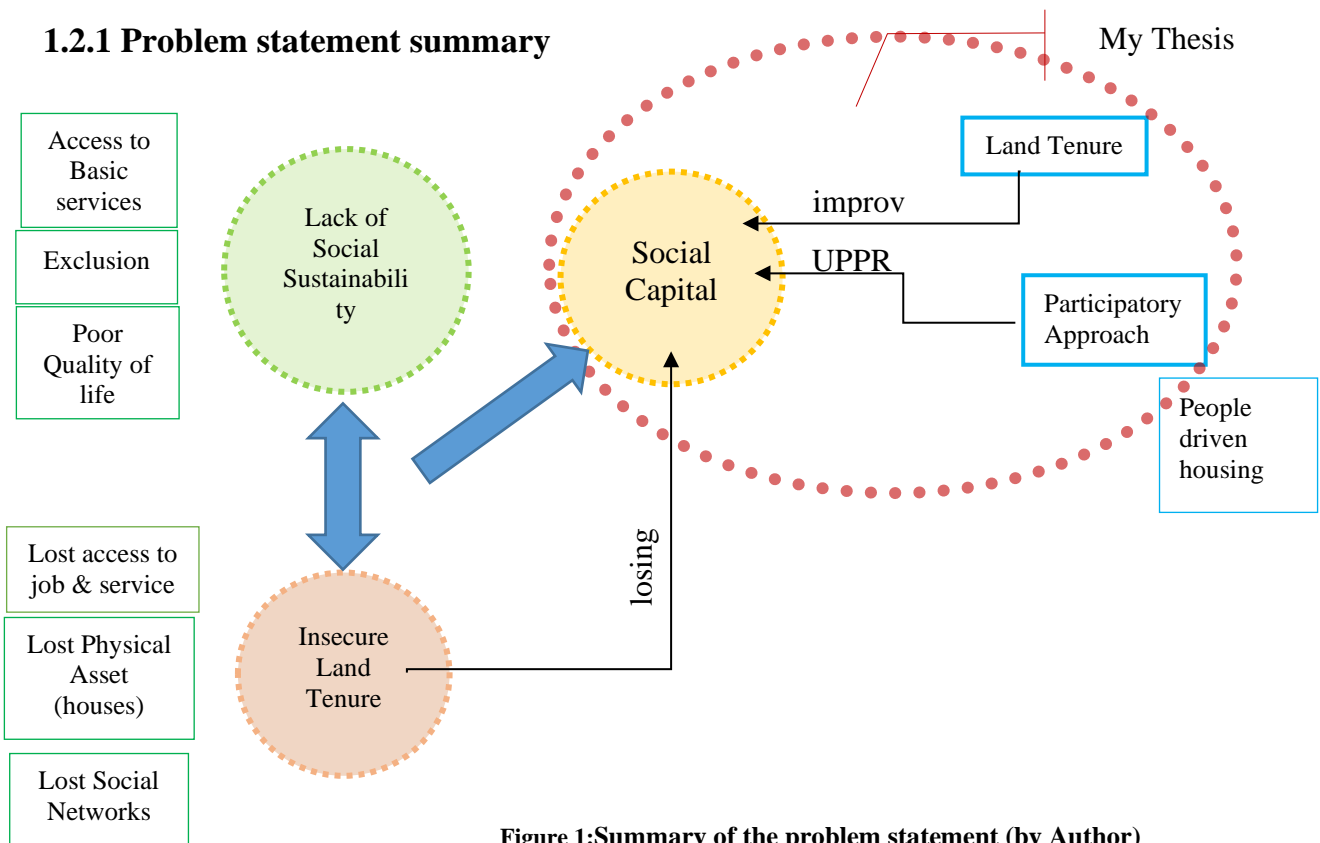 1.2.1 Problem statement summary
My Thesis
Access to
Basic
services
Exclusion
Poor
Quality of
life
Lack of
Social
Sustainabili
ty
Social
Capital
improv
UPPR
Land Tenure
Participatory
Approach
People
driven
housing
losing
Lost access to
job & service
Lost Physical
Asset
(houses)
Lost Social
Networks
Insecure
Land
Tenure
Figure 1:Summary of the problem statement (by Author)